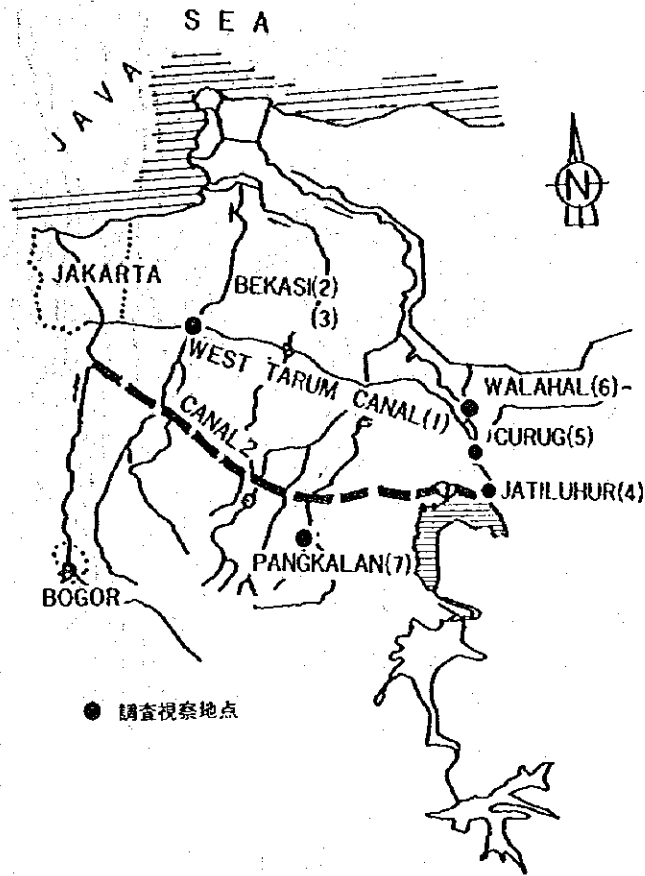 SEA
JAVA
N
JAKARTA
BEKASI(2)
(3)
WEST TARUM CANAL(1)
WALAHAL(6)
CANAL 2
CURUG(5)
JATILUHUR(4)
PANGKALAN(7)
BOGOR
● 調査視察地点